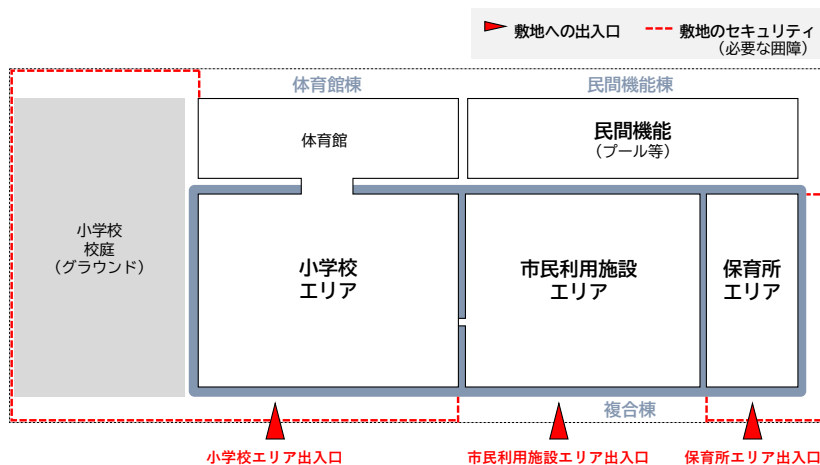 敷地への出入口
敷地のセキュリティ
（必要な囲障）
体育館棟
民間機能棟
体育館
民間機能
（プール等）
小学校
校庭
（グラウンド）
小学校
エリア
市民利用施設
エリア
保育所
エリア
複合棟
小学校エリア出入口
市民利用施設エリア出入口
保育所エリア出入口